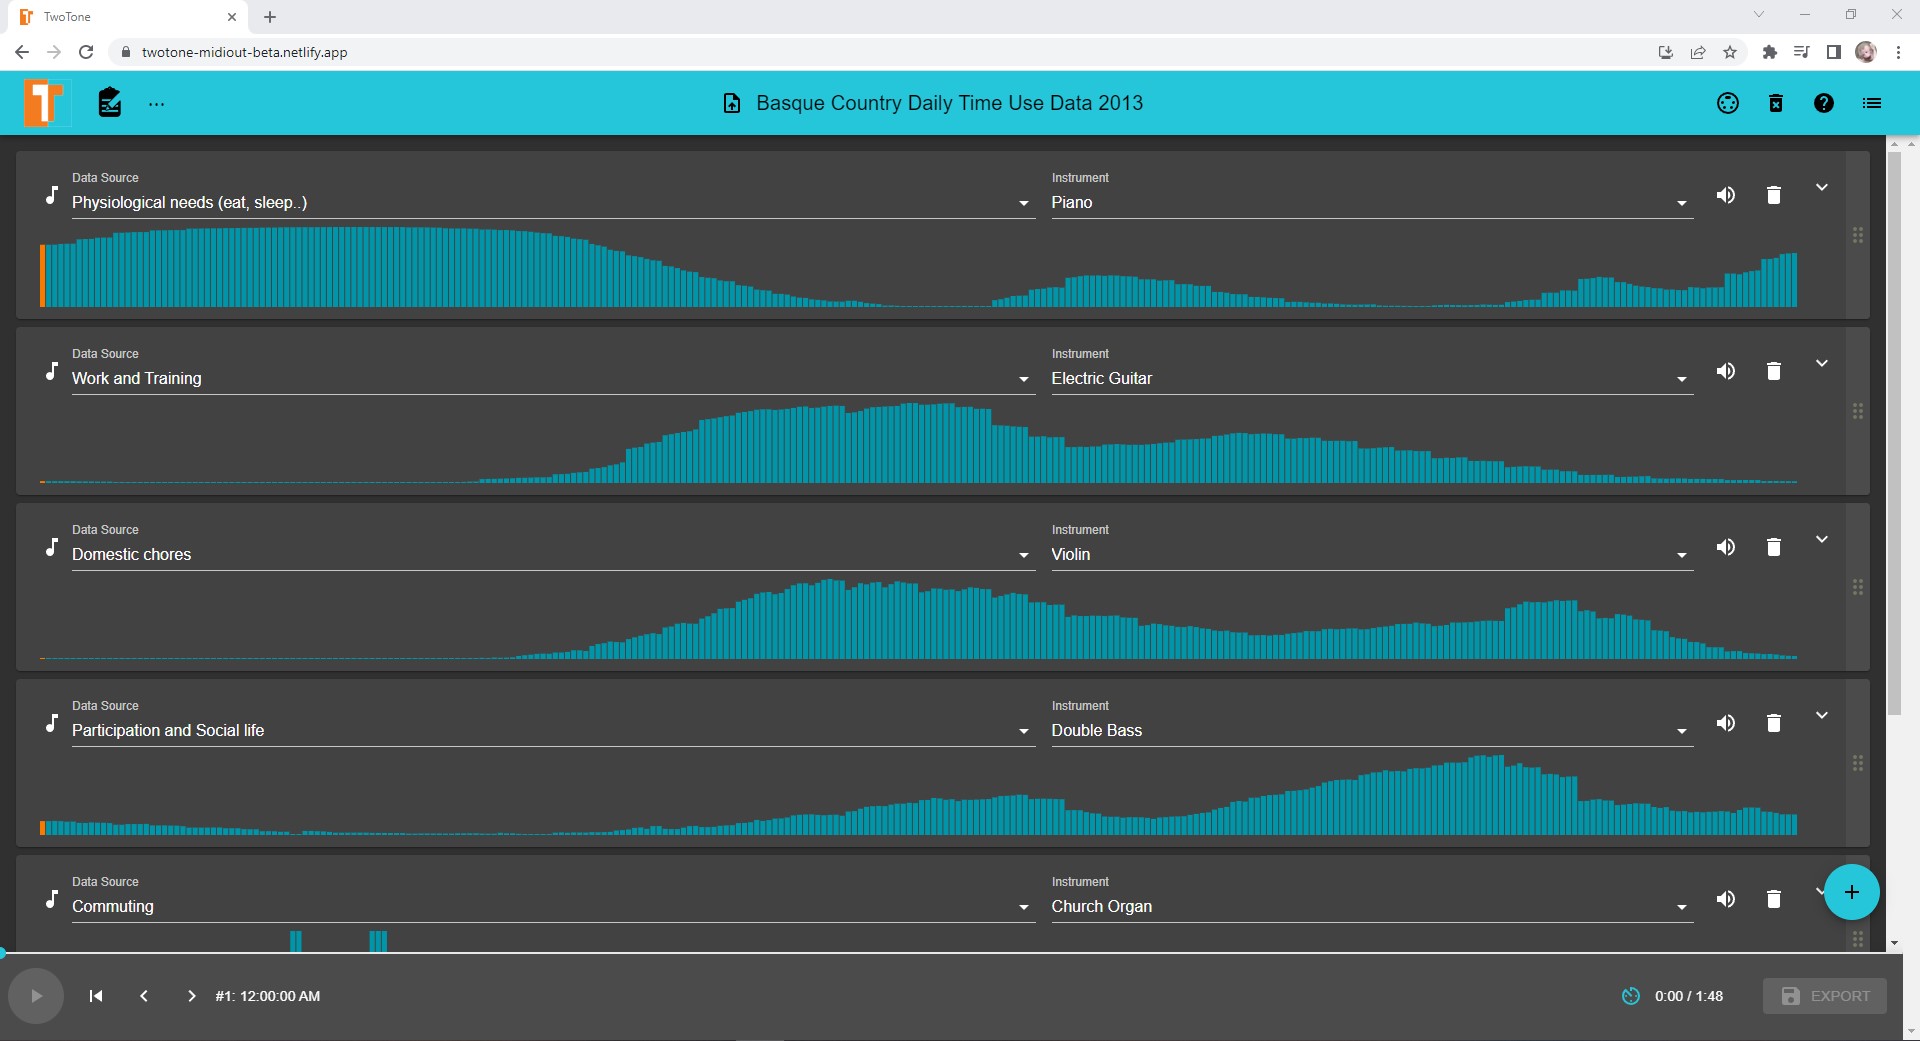 TwoTone
twotone-midiout-beta.netlify.app
T
Basque Country Daily Time Use Data 2013
Data Source
Physiological needs (eat, sleep..)
Instrument
Piano
Data Source
Work and Training
Instrument
Electric Guitar
Data Source
Domestic chores
Instrument
Violin
Data Source
Participation and Social life
Instrument
Double Bass
Data Source
Commuting
Instrument
Church Organ
#1: 12:00:00 AM
0:00 / 1:48
EXPORT